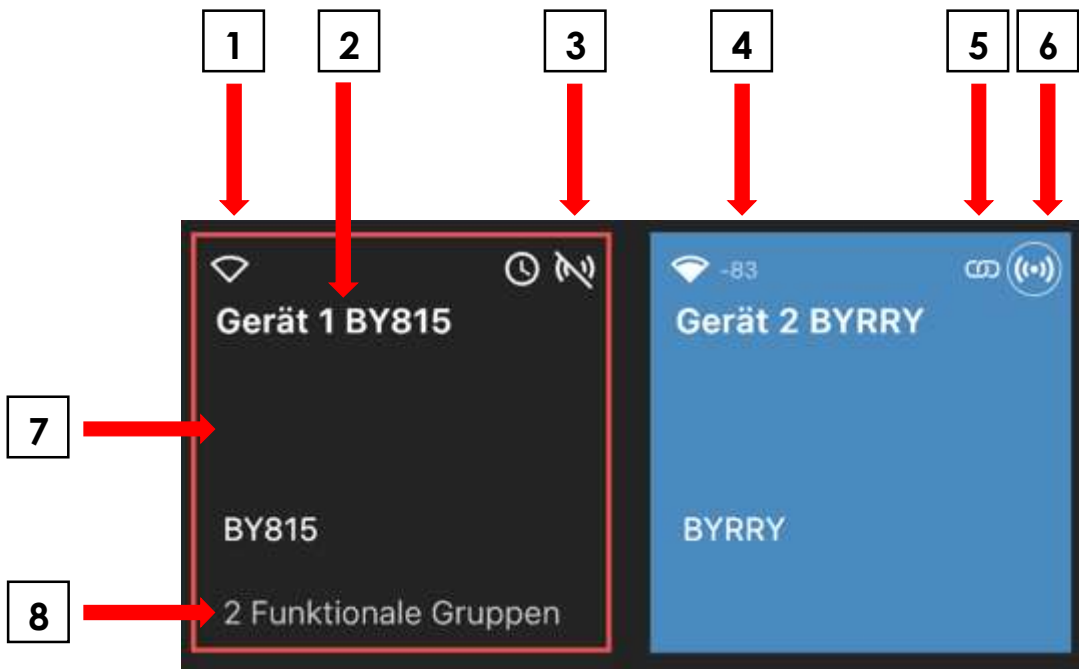 1 2 3 4 5 6
-83
Gerät 1 BY815
Gerät 2 BYRRY
7
BY815
BYRRY
8
2 Funktionale Gruppen